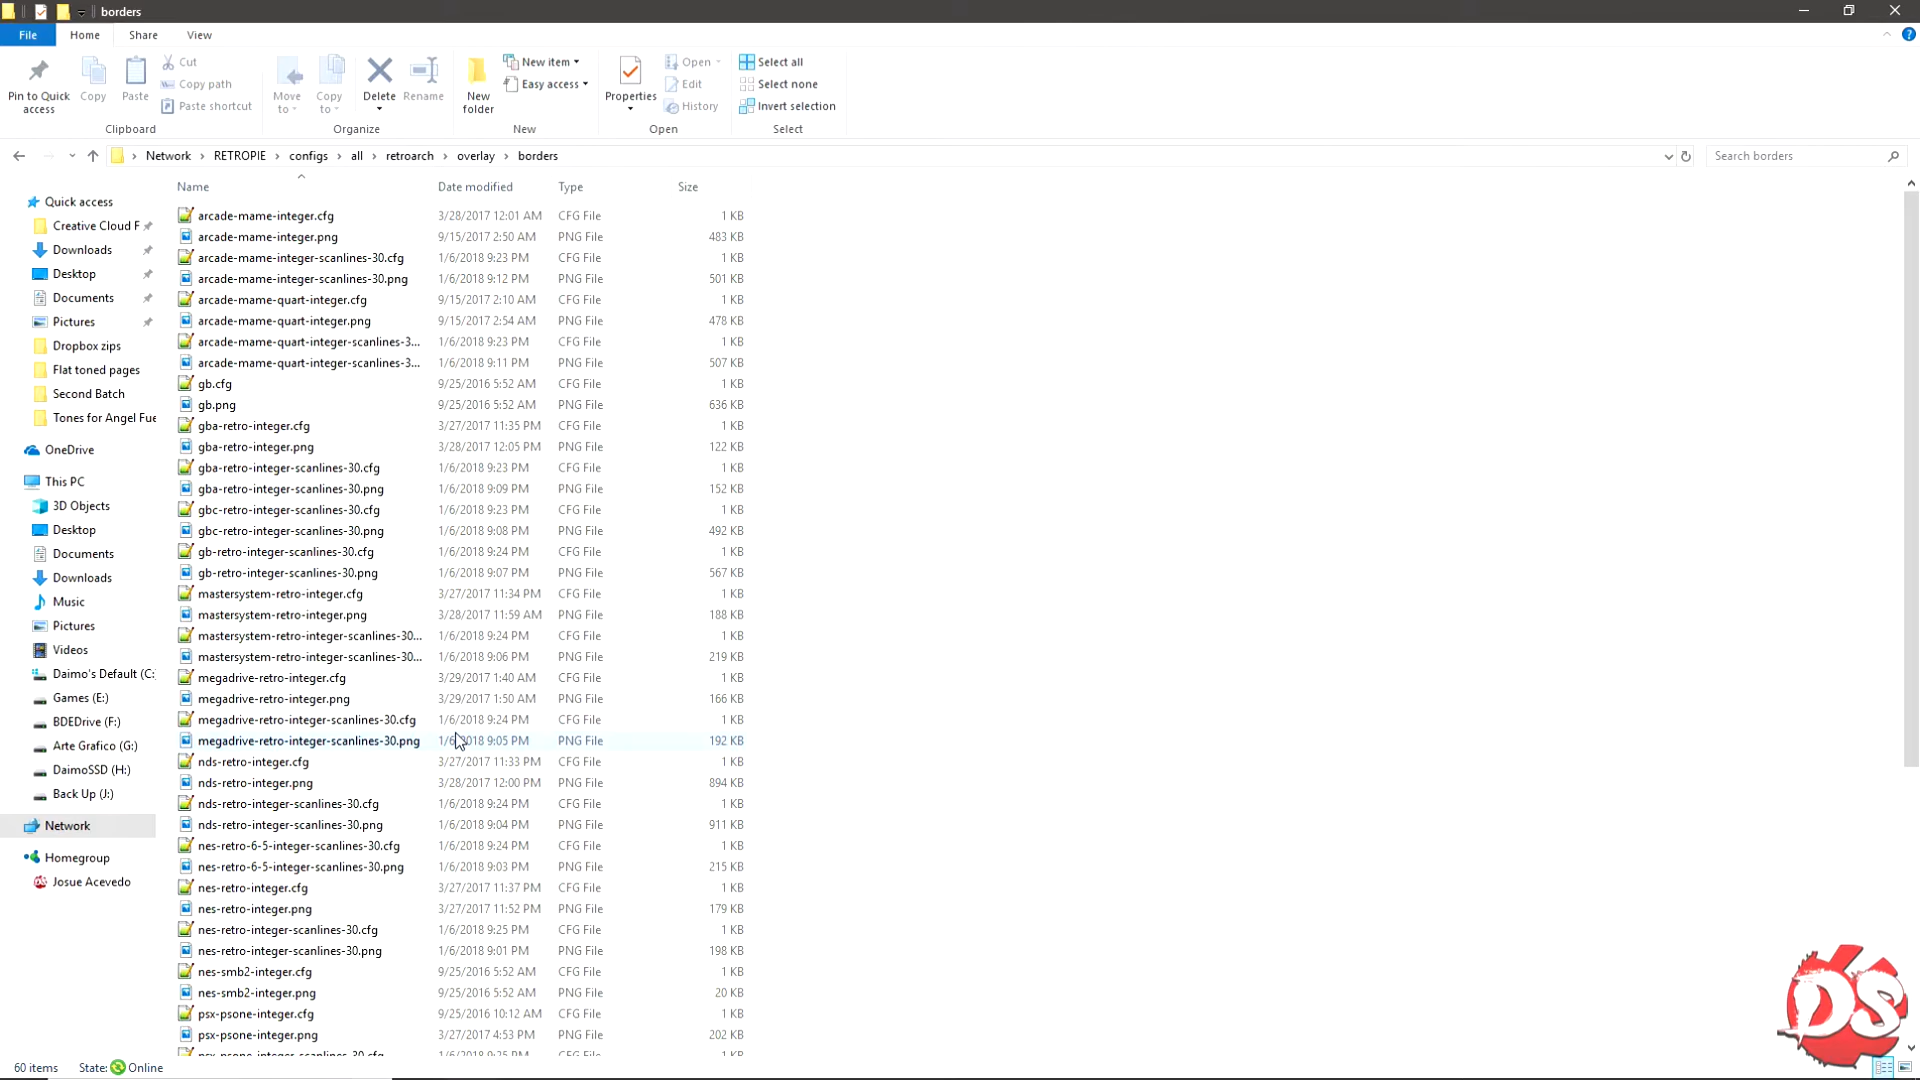 borders
File Home Share View
Pin to Quick access
Copy
Paste
Cut
Copy path
Paste shortcut
Clipboard
Move to
Copy to
Delete
Rename
Organize
New folder
New item
Easy access
New
Properties
Open
Edit
History
Open
Select all
Select none
Invert selection
Select
Network RETROPIE configs all retroarch overlay borders
Search borders
Quick access
Creative Cloud F
Downloads
Desktop
Documents
Pictures
Dropbox zips
Flat toned pages
Second Batch
Tones for Angel Fue
OneDrive
This PC
3D Objects
Desktop
Documents
Downloads
Music
Pictures
Videos
Daimo's Default (C:
Games (E:)
BDEDrive (F:)
Arte Grafico (G:)
DaimoSSD (H:)
Back Up (J:)
Network
Homegroup
Josue Acevedo
Name Date modified Type Size
arcade-mame-integer.cfg 3/28/2017 12:01 AM CFG File 1 KB
arcade-mame-integer.png 9/15/2017 2:50 AM PNG File 483 KB
arcade-mame-integer-scanlines-30.cfg 1/6/2018 9:23 PM CFG File 1 KB
arcade-mame-integer-scanlines-30.png 1/6/2018 9:12 PM PNG File 501 KB
arcade-mame-quart-integer.cfg 9/15/2017 2:10 AM CFG File 1 KB
arcade-mame-quart-integer.png 9/15/2017 2:54 AM PNG File 478 KB
arcade-mame-quart-integer-scanlines-3... 1/6/2018 9:23 PM CFG File 1 KB
arcade-mame-quart-integer-scanlines-3... 1/6/2018 9:11 PM PNG File 507 KB
gb.cfg 9/25/2016 5:52 AM CFG File 1 KB
gb.png 9/25/2016 5:52 AM PNG File 636 KB
gba-retro-integer.cfg 3/27/2017 11:35 PM CFG File 1 KB
gba-retro-integer.png 3/28/2017 12:05 PM PNG File 122 KB
gba-retro-integer-scanlines-30.cfg 1/6/2018 9:23 PM CFG File 1 KB
gba-retro-integer-scanlines-30.png 1/6/2018 9:09 PM PNG File 152 KB
gbc-retro-integer-scanlines-30.cfg 1/6/2018 9:23 PM CFG File 1 KB
gbc-retro-integer-scanlines-30.png 1/6/2018 9:08 PM PNG File 492 KB
gb-retro-integer-scanlines-30.cfg 1/6/2018 9:24 PM CFG File 1 KB
gb-retro-integer-scanlines-30.png 1/6/2018 9:07 PM PNG File 567 KB
mastersystem-retro-integer.cfg 3/27/2017 11:34 PM CFG File 1 KB
mastersystem-retro-integer.png 3/28/2017 11:59 AM PNG File 188 KB
mastersystem-retro-integer-scanlines-30... 1/6/2018 9:24 PM CFG File 1 KB
mastersystem-retro-integer-scanlines-30... 1/6/2018 9:06 PM PNG File 219 KB
megadrive-retro-integer.cfg 3/29/2017 1:40 AM CFG File 1 KB
megadrive-retro-integer.png 3/29/2017 1:50 AM PNG File 166 KB
megadrive-retro-integer-scanlines-30.cfg 1/6/2018 9:24 PM CFG File 1 KB
megadrive-retro-integer-scanlines-30.png 1/6/2018 9:05 PM PNG File 192 KB
nds-retro-integer.cfg 3/27/2017 11:33 PM CFG File 1 KB
nds-retro-integer.png 3/28/2017 12:00 PM PNG File 894 KB
nds-retro-integer-scanlines-30.cfg 1/6/2018 9:24 PM CFG File 1 KB
nds-retro-integer-scanlines-30.png 1/6/2018 9:04 PM PNG File 911 KB
nes-retro-6-5-integer-scanlines-30.cfg 1/6/2018 9:24 PM CFG File 1 KB
nes-retro-6-5-integer-scanlines-30.png 1/6/2018 9:03 PM PNG File 215 KB
nes-retro-integer.cfg 3/27/2017 11:37 PM CFG File 1 KB
nes-retro-integer.png 3/27/2017 11:52 PM PNG File 179 KB
nes-retro-integer-scanlines-30.cfg 1/6/2018 9:25 PM CFG File 1 KB
nes-retro-integer-scanlines-30.png 1/6/2018 9:01 PM PNG File 198 KB
nes-smb2-integer.cfg 9/25/2016 5:52 AM CFG File 1 KB
nes-smb2-integer.png 9/25/2016 5:52 AM PNG File 20 KB
psx-psone-integer.cfg 9/25/2016 10:12 AM CFG File 1 KB
psx-psone-integer.png 3/27/2017 4:53 PM PNG File 202 KB
psx-psone-integer-scanlines-30.cfg 1/6/2018 9:25 PM CFG File 1 KB
DS
60 items State: Online